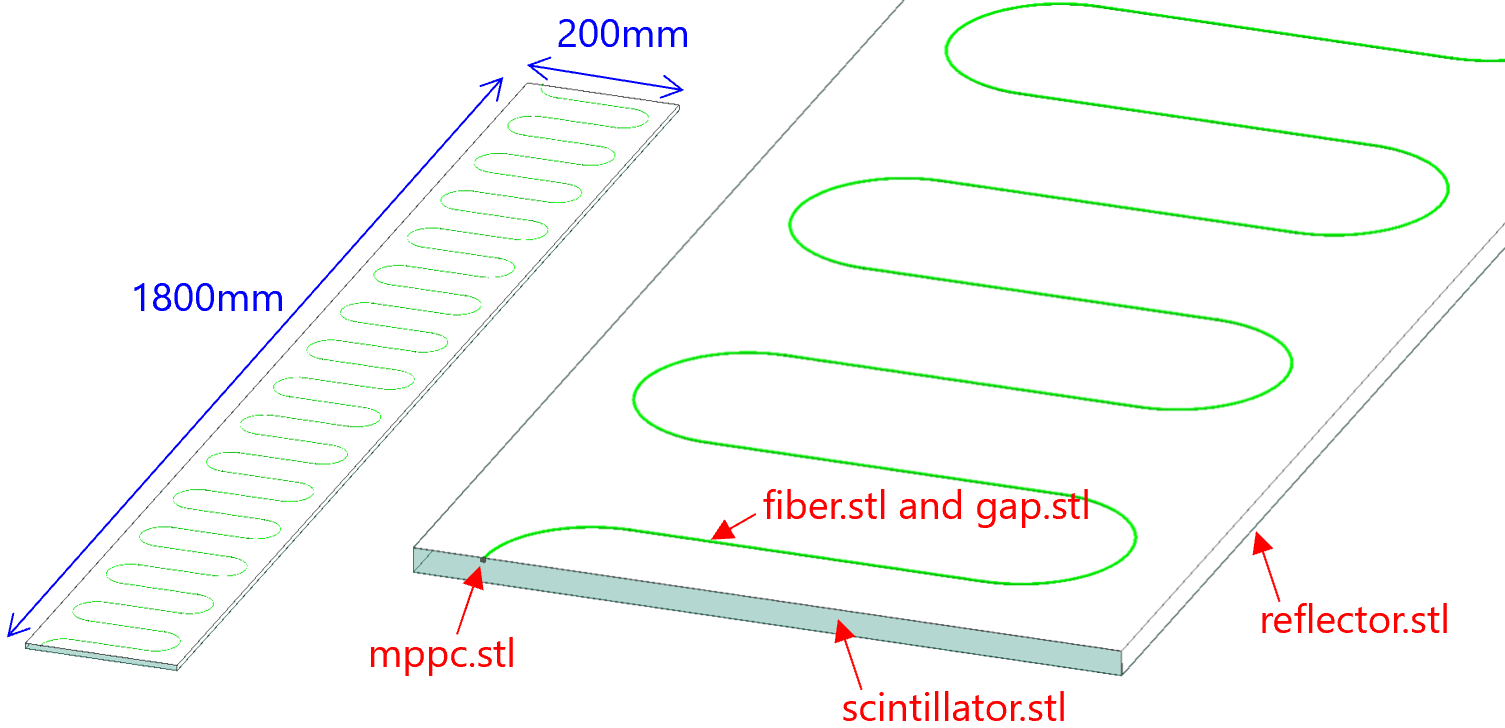 200mm
1800mm
fiber.stl and gap.stl
reflector.stl
mppc.stl
scintillator.stl